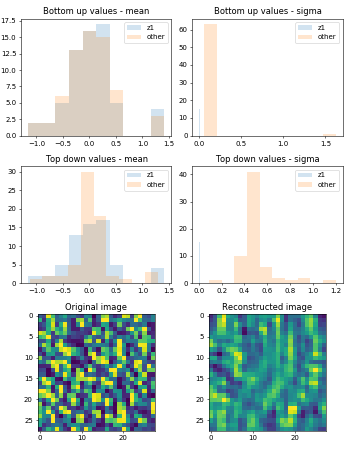 Bottom up values - mean
17.5
15.0
12.5
10.0
7.5
5.0
2.5
0.0
−1.0 −0.5 0.0 0.5 1.0 1.5
z1
other
Bottom up values - sigma
60
50
40
30
20
10
0
0.0 0.5 1.0 1.5
z1
other
Top down values - mean
30
25
20
15
10
5
0
−1.0 −0.5 0.0 0.5 1.0 1.5
z1
other
Top down values - sigma
40
30
20
10
0
0.0 0.2 0.4 0.6 0.8 1.0 1.2
z1
other
Original image
0
5
10
15
20
25
0 10 20
Reconstructed image
0
5
10
15
20
25
0 10 20